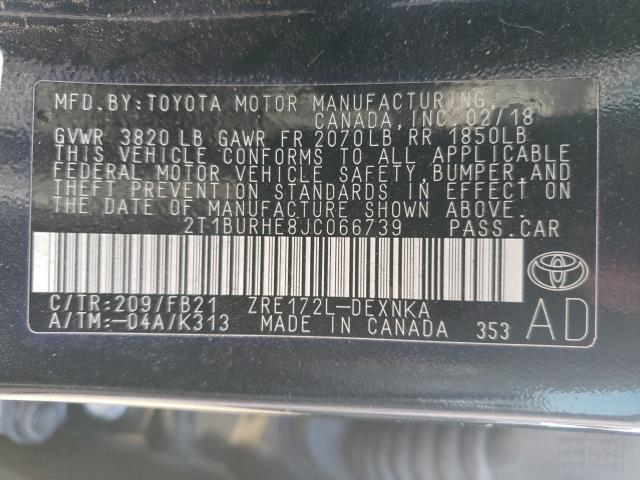 MFD.BY:TOYOTA MOTOR MANUFACTURING,
CANADA,INC. 02/18
GVWR 3820 LB GAWR FR 2070LB RR 1850LB
THIS VEHICLE CONFORMS TO ALL APPLICABLE
FEDERAL MOTOR VEHICLE SAFETY,BUMPER,AND
THEFT PREVENTION STANDARDS IN EFFECT ON
THE DATE OF MANUFACTURE SHOWN ABOVE.
2T1BURHE8JC066739 PASS.CAR
C/TR:209/FB21 ZRE172L-DEXNKA
A/TM:-04A/K313 MADE IN CANADA 353 AD